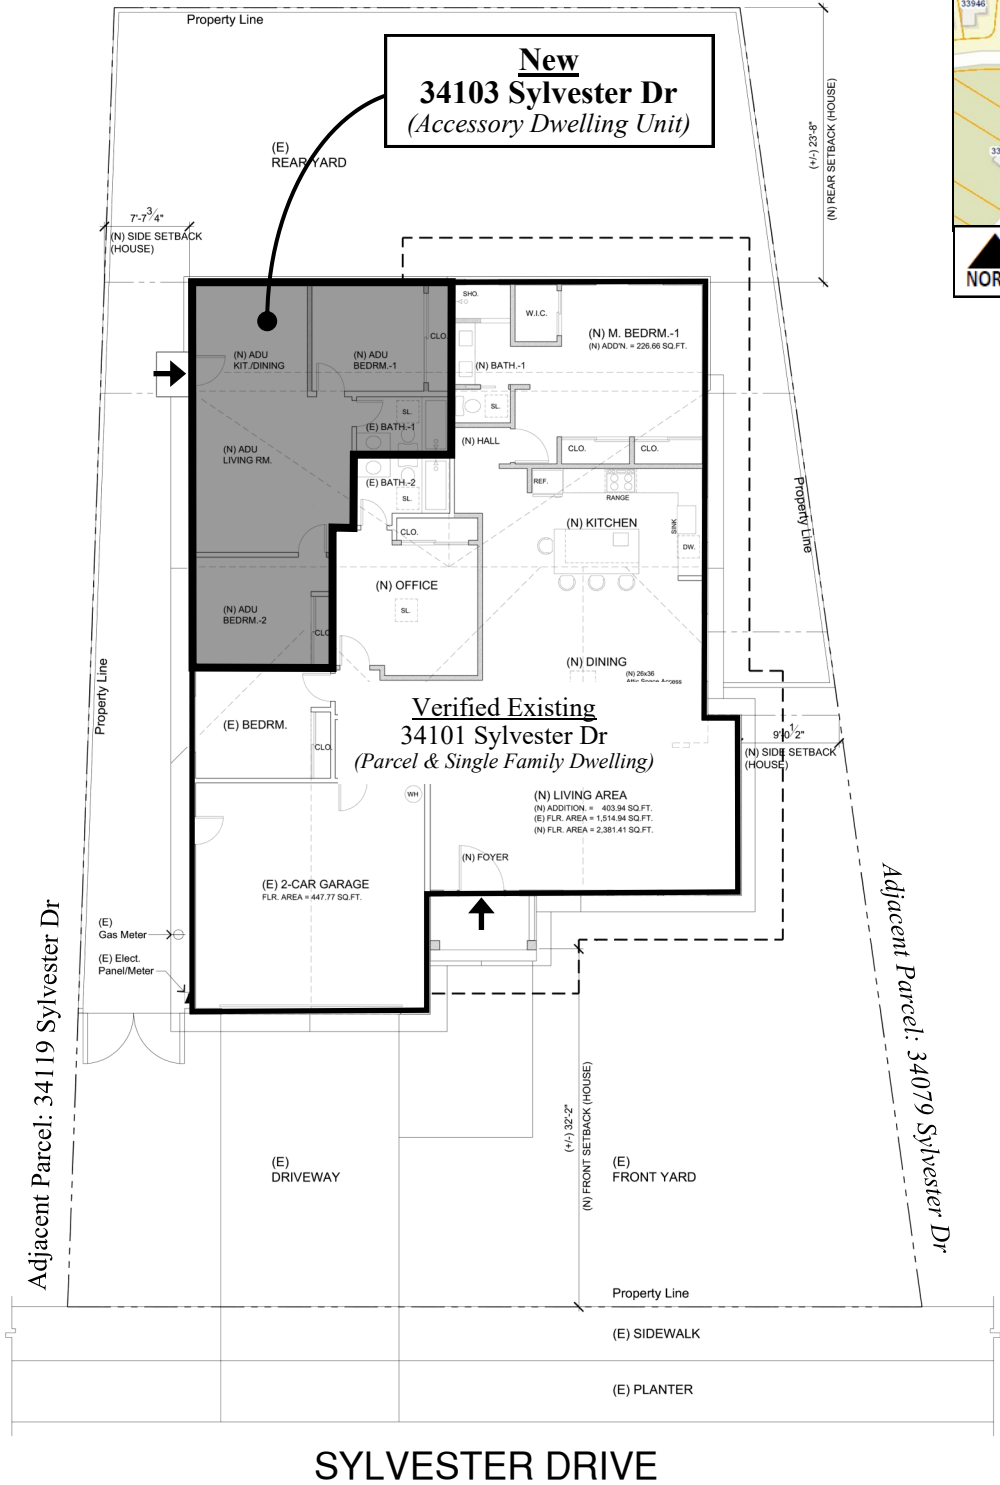 Property Line
33946
New
34103 Sylvester Dr
(Accessory Dwelling Unit)
(E)
REAR YARD
(+/-) 23'-8"
(N) REAR SETBACK (HOUSE)
7'-7 3/4"
(N) SIDE SETBACK
(HOUSE)
SHO.
W.I.C.
(N) M. BEDRM.-1
(N) ADD'N. = 226.66 SQ.FT.
CLO.
(N) ADU
KIT./DINING
(N) ADU
BEDRM.-1
(N) BATH.-1
SL.
SL.
(E) BATH.-1
(N) HALL
CLO.
CLO.
(N) ADU
LIVING RM.
(E) BATH.-2
SL.
REF.
RANGE
CLO.
(N) KITCHEN
SINK
DW.
Property Line
(N) OFFICE
SL.
(N) ADU
BEDRM.-2
CLO
(N) DINING
(N) 26x36
Attic Space Access
Property Line
(E) BEDRM.
CLO.
Verified Existing
34101 Sylvester Dr
(Parcel & Single Family Dwelling)
9'-0 1/2"
(N) SIDE SETBACK
(HOUSE)
WH
(N) LIVING AREA
(N) ADDITION. = 403.94 SQ.FT.
(E) FLR. AREA = 1,514.94 SQ.FT.
(N) FLR. AREA = 2,381.41 SQ.FT.
(N) FOYER
(E) 2-CAR GARAGE
FLR. AREA = 447.77 SQ.FT.
(E)
Gas Meter
(E) Elect.
Panel/Meter
Adjacent Parcel: 34119 Sylvester Dr
Adjacent Parcel: 34079 Sylvester Dr
(+/-) 32'-2"
(N) FRONT SETBACK (HOUSE)
(E)
DRIVEWAY
(E)
FRONT YARD
Property Line
(E) SIDEWALK
(E) PLANTER
SYLVESTER DRIVE